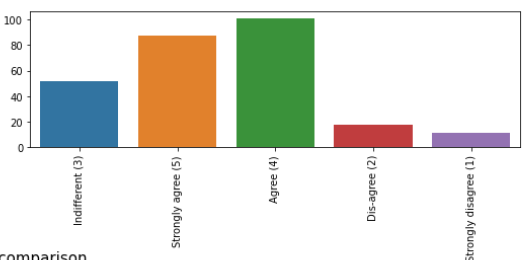 100
80
60
40
20
0
Indifferent (3)
Strongly agree (5)
Agree (4)
Dis-agree (2)
Strongly disagree (1)
comparison